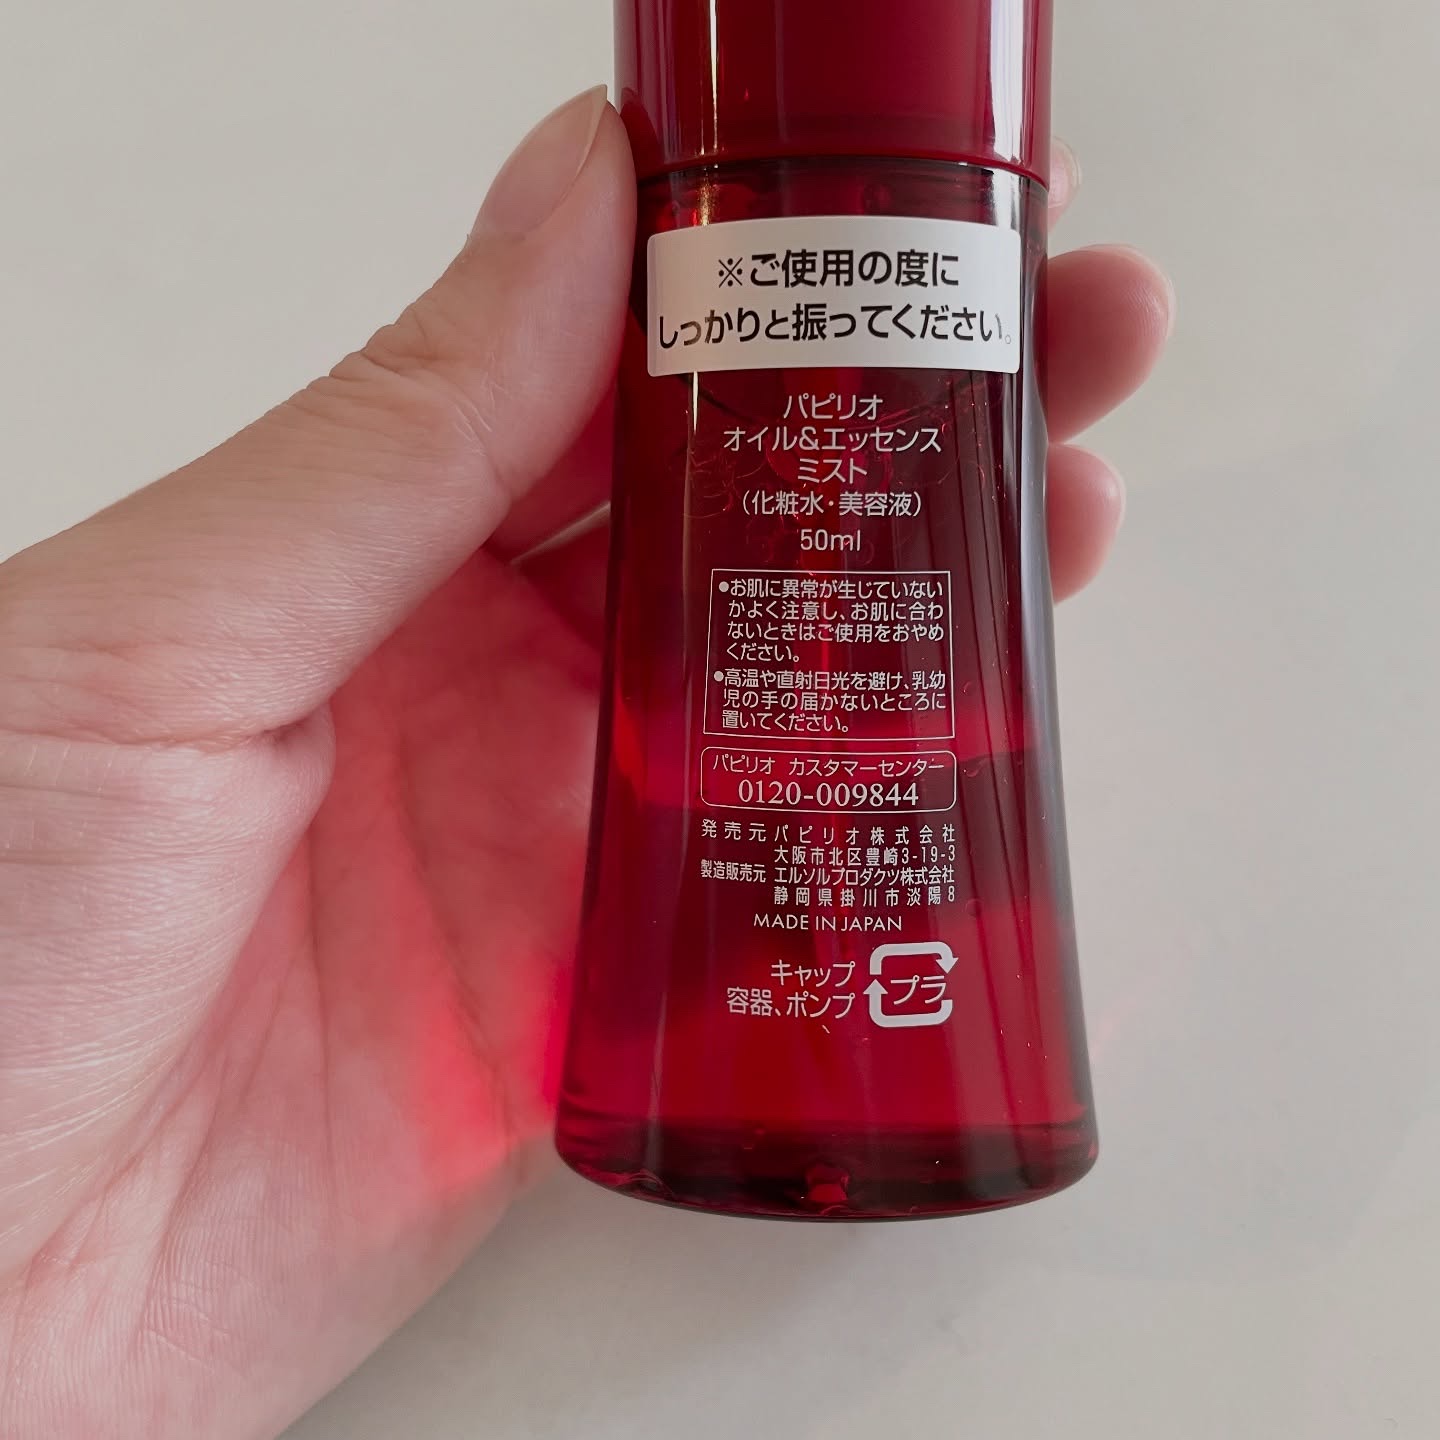 ※ご使用の度に
しっかりと振ってください。
パピリオ
オイル&エッセンス
ミスト
(化粧水・美容液)
50ml
●お肌に異常が生じていない
かよく注意し、お肌に合わ
ないときはご使用をおやめ
ください。
●高温や直射日光を避け、乳幼
児の手の届かないところに
置いてください。
パピリオ カスタマーセンター
0120-009844
発売元 パピリオ株式会社
大阪市北区豊崎3-19-3
製造販売元 エルソルプロダクツ株式会社
静岡県掛川市淡陽8
MADE IN JAPAN
キャップ
容器、ポンプ
プラ